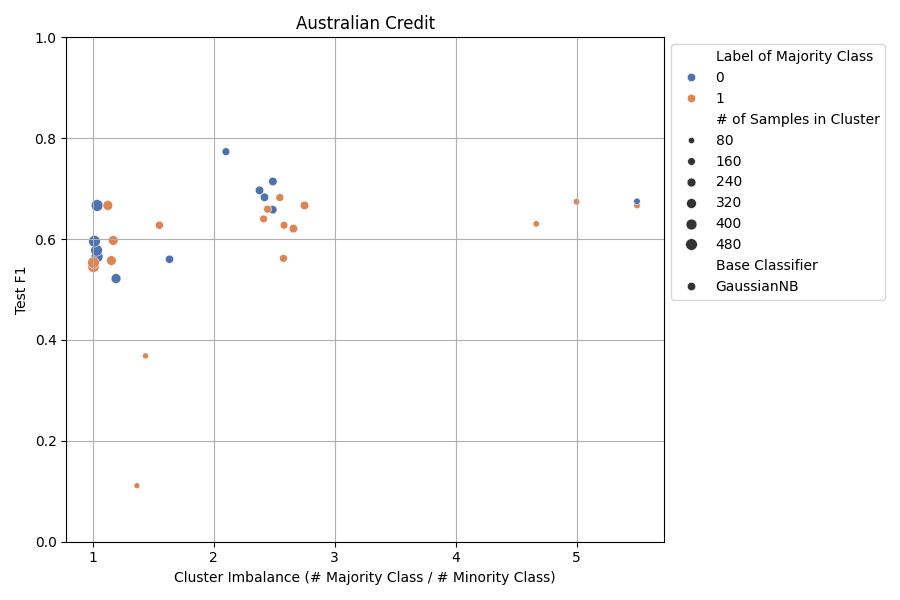 Australian Credit
1.0
0.8
0.6
0.4
0.2
0.0
Test F1
1
2
3
4
5
Cluster Imbalance (# Majority Class / # Minority Class)
Label of Majority Class
0
1
# of Samples in Cluster
80
160
240
320
400
480
Base Classifier
GaussianNB